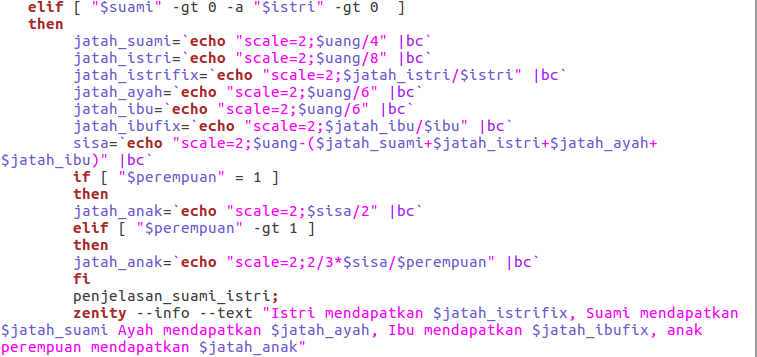 elif [ "$suami" -gt 0 -a "$istri" -gt 0  ]
then
jatah_suami=`echo "scale=2;$uang/4" |bc`
jatah_istri=`echo "scale=2;$uang/8" |bc`
jatah_istrifix=`echo "scale=2;$jatah_istri/$istri" |bc`
jatah_ayah=`echo "scale=2;$uang/6" |bc`
jatah_ibu=`echo "scale=2;$uang/6" |bc`
jatah_ibufix=`echo "scale=2;$jatah_ibu/$ibu" |bc`
sisa=`echo "scale=2;$uang-($jatah_suami+$jatah_istri+$jatah_ayah+
$jatah_ibu)" |bc`
if [ "$perempuan" = 1 ]
then
jatah_anak=`echo "scale=2;$sisa/2" |bc`
elif [ "$perempuan" -gt 1 ]
then
jatah_anak=`echo "scale=2;2/3*$sisa/$perempuan" |bc`
fi
penjelasan_suami_istri;
zenity --info --text "Istri mendapatkan $jatah_istrifix, Suami mendapatkan
$jatah_suami Ayah mendapatkan $jatah_ayah, Ibu mendapatkan $jatah_ibufix, anak
perempuan mendapatkan $jatah_anak"